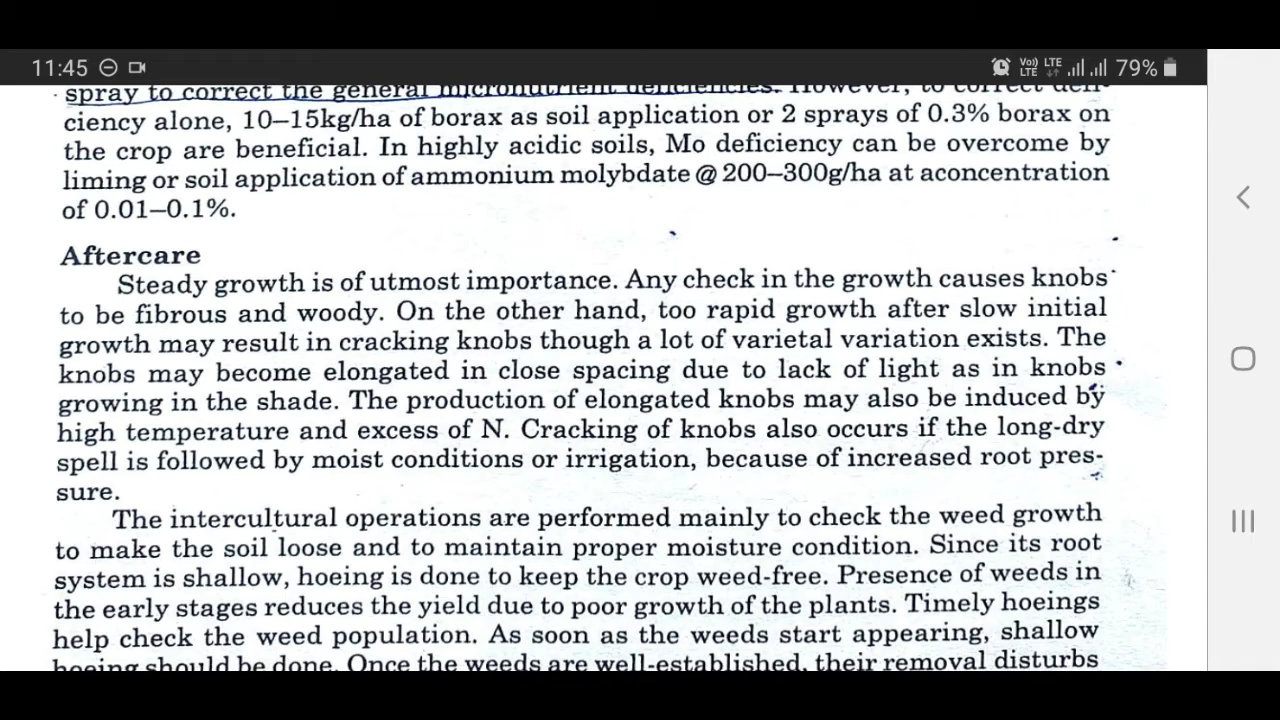 11:45
Vo)) LTE
LTE
79%
spray to correct the general micronutrient deficiencies. However, to correct defi-
ciency alone, 10–15kg/ha of borax as soil application or 2 sprays of 0.3% borax on
the crop are beneficial. In highly acidic soils, Mo deficiency can be overcome by
liming or soil application of ammonium molybdate @ 200–300g/ha at aconcentration
of 0.01–0.1%.
Aftercare
Steady growth is of utmost importance. Any check in the growth causes knobs
to be fibrous and woody. On the other hand, too rapid growth after slow initial
growth may result in cracking knobs though a lot of varietal variation exists. The
knobs may become elongated in close spacing due to lack of light as in knobs
growing in the shade. The production of elongated knobs may also be induced by
high temperature and excess of N. Cracking of knobs also occurs if the long-dry
spell is followed by moist conditions or irrigation, because of increased root pres-
sure.
The intercultural operations are performed mainly to check the weed growth
to make the soil loose and to maintain proper moisture condition. Since its root
system is shallow, hoeing is done to keep the crop weed-free. Presence of weeds in
the early stages reduces the yield due to poor growth of the plants. Timely hoeings
help check the weed population. As soon as the weeds start appearing, shallow
hoeing should be done. Once the weeds are well-established, their removal disturbs